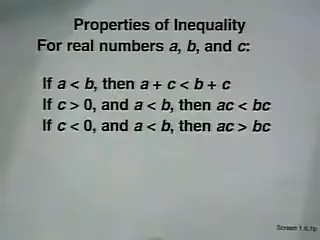 Properties of Inequality
For real numbers a, b, and c:
If a < b, then a + c < b + c
If c > 0, and a < b, then ac < bc
If c < 0, and a < b, then ac > bc
Screen 1.6.1p